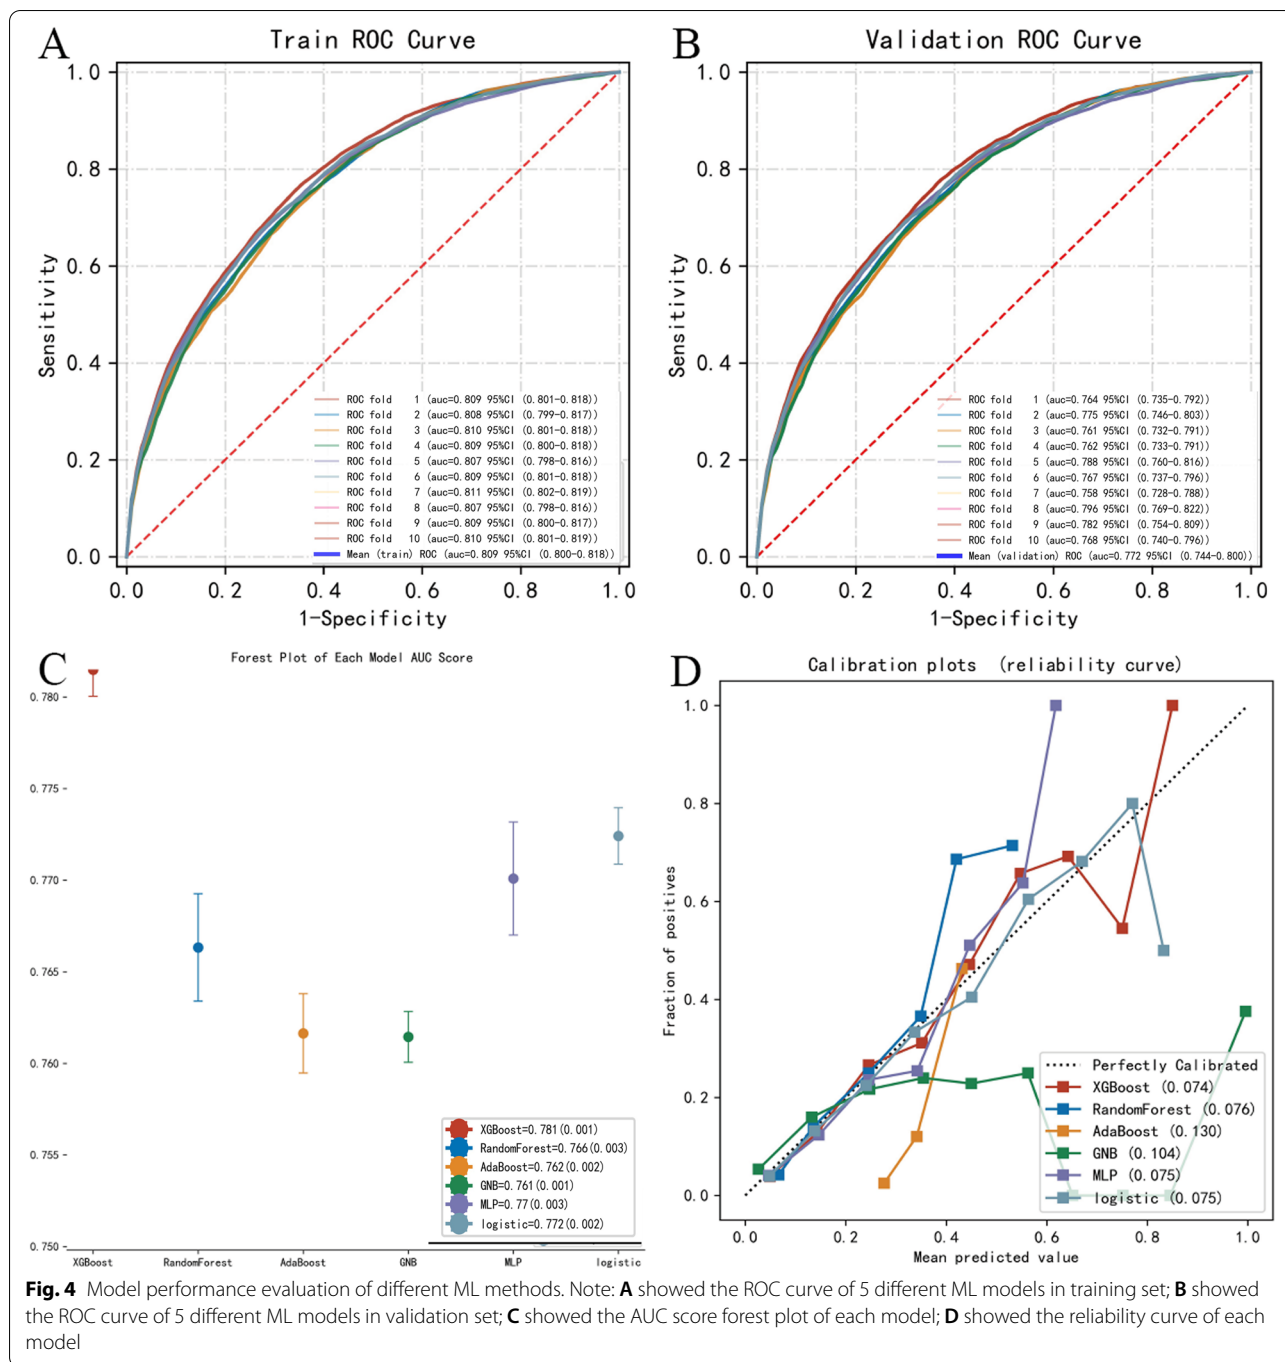 A
Train ROC Curve
Sensitivity
1.0
0.8
0.6
0.4
0.2
0.0
ROC fold 1 (auc=0.809 95%CI (0.801-0.818))
ROC fold 2 (auc=0.808 95%CI (0.799-0.817))
ROC fold 3 (auc=0.810 95%CI (0.801-0.818))
ROC fold 4 (auc=0.809 95%CI (0.800-0.818))
ROC fold 5 (auc=0.807 95%CI (0.798-0.816))
ROC fold 6 (auc=0.809 95%CI (0.801-0.818))
ROC fold 7 (auc=0.811 95%CI (0.802-0.819))
ROC fold 8 (auc=0.807 95%CI (0.798-0.816))
ROC fold 9 (auc=0.809 95%CI (0.800-0.817))
ROC fold 10 (auc=0.810 95%CI (0.801-0.819))
Mean (train) ROC (auc=0.809 95%CI (0.800-0.818))
0.0 0.2 0.4 0.6 0.8 1.0
1-Specificity
B
Validation ROC Curve
Sensitivity
1.0
0.8
0.6
0.4
0.2
0.0
ROC fold 1 (auc=0.764 95%CI (0.735-0.792))
ROC fold 2 (auc=0.775 95%CI (0.746-0.803))
ROC fold 3 (auc=0.761 95%CI (0.732-0.791))
ROC fold 4 (auc=0.762 95%CI (0.733-0.791))
ROC fold 5 (auc=0.788 95%CI (0.760-0.816))
ROC fold 6 (auc=0.767 95%CI (0.737-0.796))
ROC fold 7 (auc=0.758 95%CI (0.728-0.788))
ROC fold 8 (auc=0.796 95%CI (0.769-0.822))
ROC fold 9 (auc=0.782 95%CI (0.754-0.809))
ROC fold 10 (auc=0.768 95%CI (0.740-0.796))
Mean (validation) ROC (auc=0.772 95%CI (0.744-0.800))
0.0 0.2 0.4 0.6 0.8 1.0
1-Specificity
C
Forest Plot of Each Model AUC Score
0.780
0.775
0.770
0.765
0.760
0.755
0.750
XGBoost=0.781(0.001)
RandomForest=0.766(0.003)
AdaBoost=0.762(0.002)
GNB=0.761(0.001)
MLP=0.77(0.003)
logistic=0.772(0.002)
XGBoost RandomForest AdaBoost GNB MLP logistic
D
Calibration plots (reliability curve)
Fraction of positives
1.0
0.8
0.6
0.4
0.2
0.0
Perfectly Calibrated
XGBoost (0.074)
RandomForest (0.076)
AdaBoost (0.130)
GNB (0.104)
MLP (0.075)
logistic (0.075)
0.0 0.2 0.4 0.6 0.8 1.0
Mean predicted value
Fig. 4 Model performance evaluation of different ML methods. Note: A showed the ROC curve of 5 different ML models in training set; B showed
the ROC curve of 5 different ML models in validation set; C showed the AUC score forest plot of each model; D showed the reliability curve of each
model